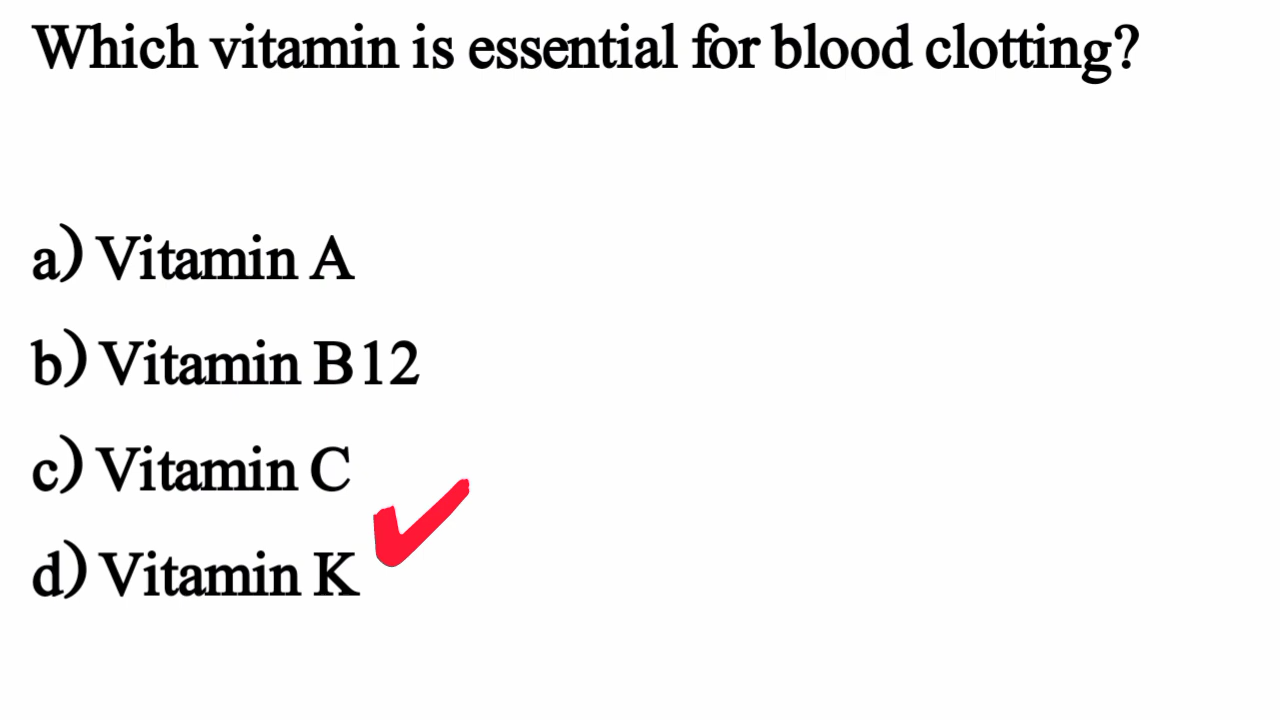 Which vitamin is essential for blood clotting?
a) Vitamin A
b) Vitamin B12
c) Vitamin C
d) Vitamin K